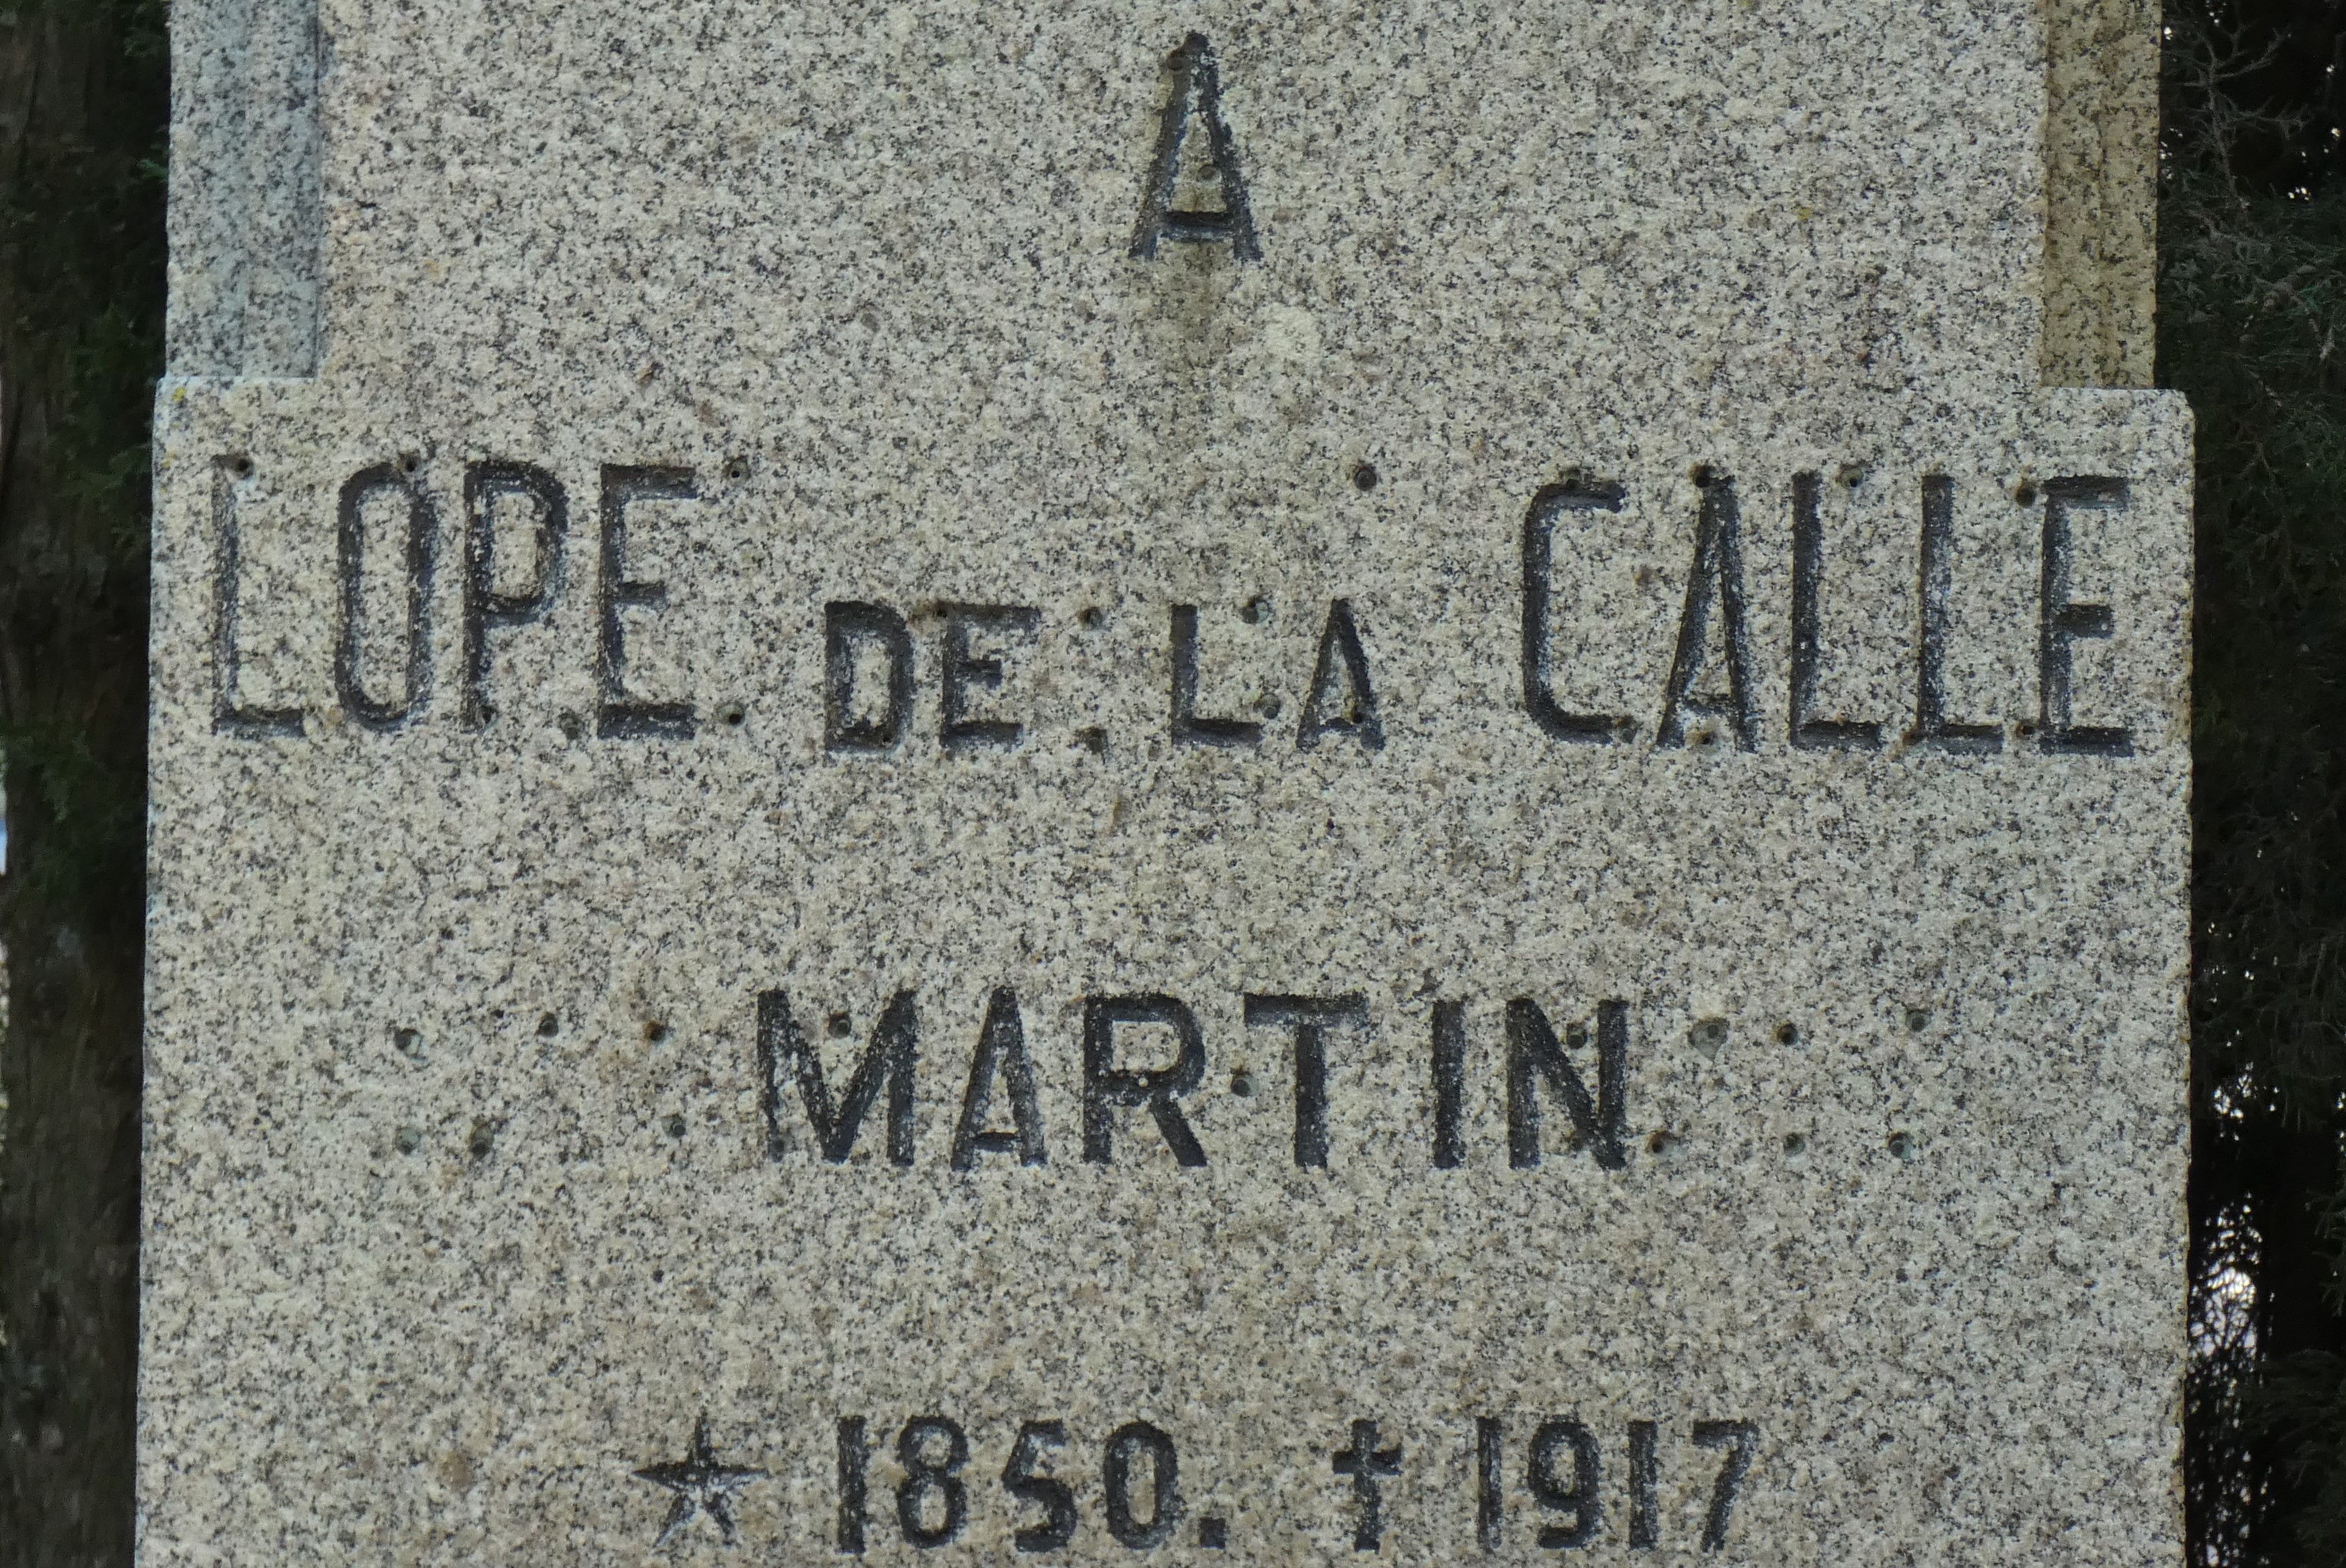 A
LOPE DE LA CALLE
MARTIN
★ 1850. ✝ 1917